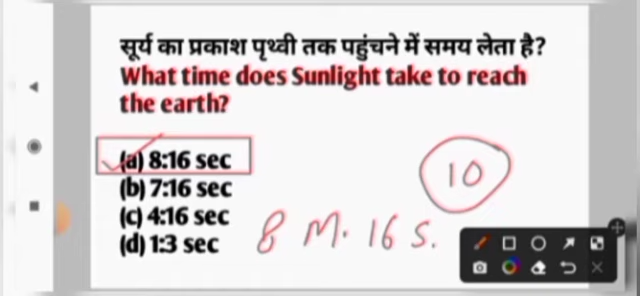 सूर्य का प्रकाश पृथ्वी तक पहुंचने में समय लेता है?
What time does Sunlight take to reach
the earth?
(a) 8:16 sec
(b) 7:16 sec
(c) 4:16 sec
(d) 1:3 sec
10
8 M. 16 S.